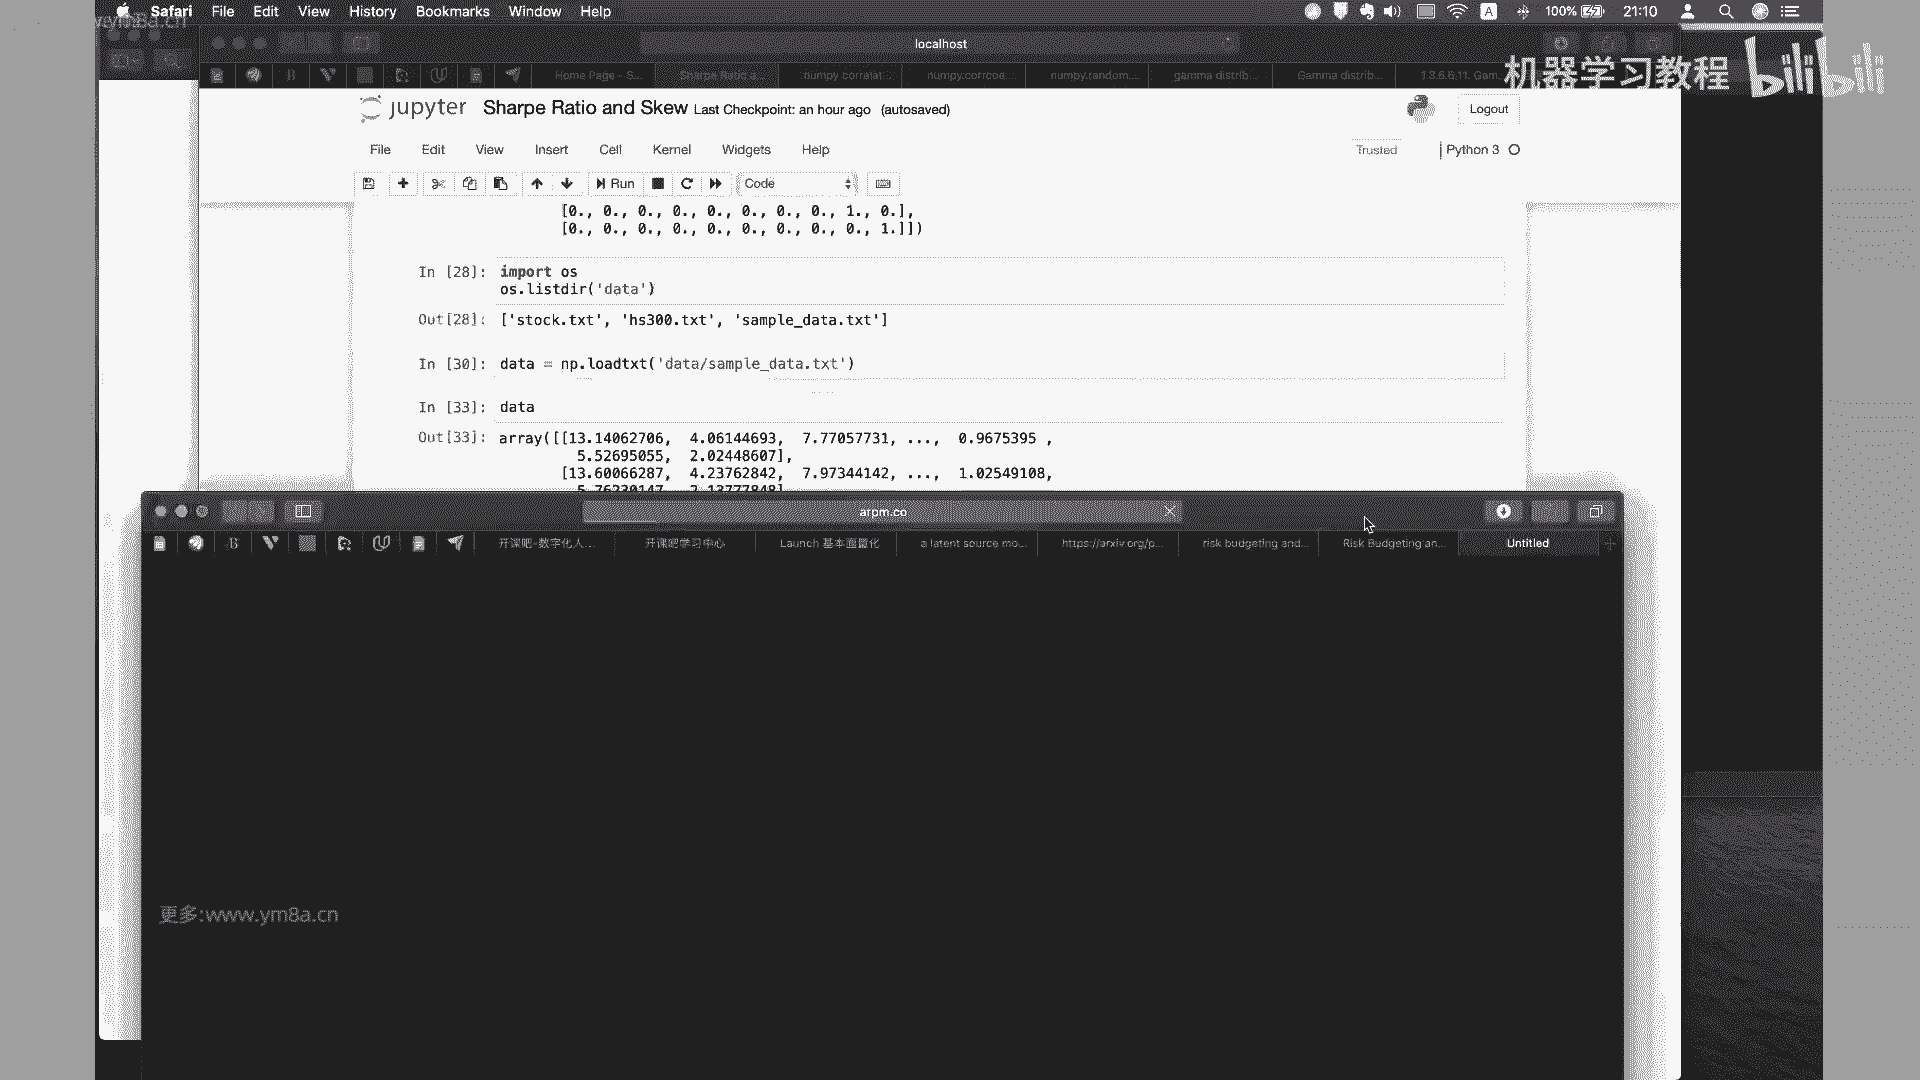 Safari File Edit View History Bookmarks Window Help 100% 21:10
localhost
Home Page - S... Sharpe Ratio a... numpy.correlat... numpy.corrcoe... numpy.random.... gamma distrib... Gamma distrib... 1.3.6.6.11. Gam...
机器学习教程 bilibili
jupyter Sharpe Ratio and Skew Last Checkpoint: an hour ago (autosaved) Logout
File Edit View Insert Cell Kernel Widgets Help Trusted Python 3
Run Code
[0., 0., 0., 0., 0., 0., 0., 0., 1., 0.],
[0., 0., 0., 0., 0., 0., 0., 0., 0., 1.]])
In [28]: import os
os.listdir('data')
Out[28]: ['stock.txt', 'hs300.txt', 'sample_data.txt']
In [30]: data = np.loadtxt('data/sample_data.txt')
In [33]: data
Out[33]: array([[13.14062706, 4.06144693, 7.77057731, ..., 0.9675395 ,
5.52695055, 2.02448607],
[13.60066287, 4.23762842, 7.97344142, ..., 1.02549108,
5.76230147, 2.13777848],
arpm.co
开课吧-数字化人... 开课吧学习中心 Launch 基本面量化 a latent source mo... https://arxiv.org/p... risk budgeting and... Risk Budgeting an... Untitled
更多:www.ym8a.cn